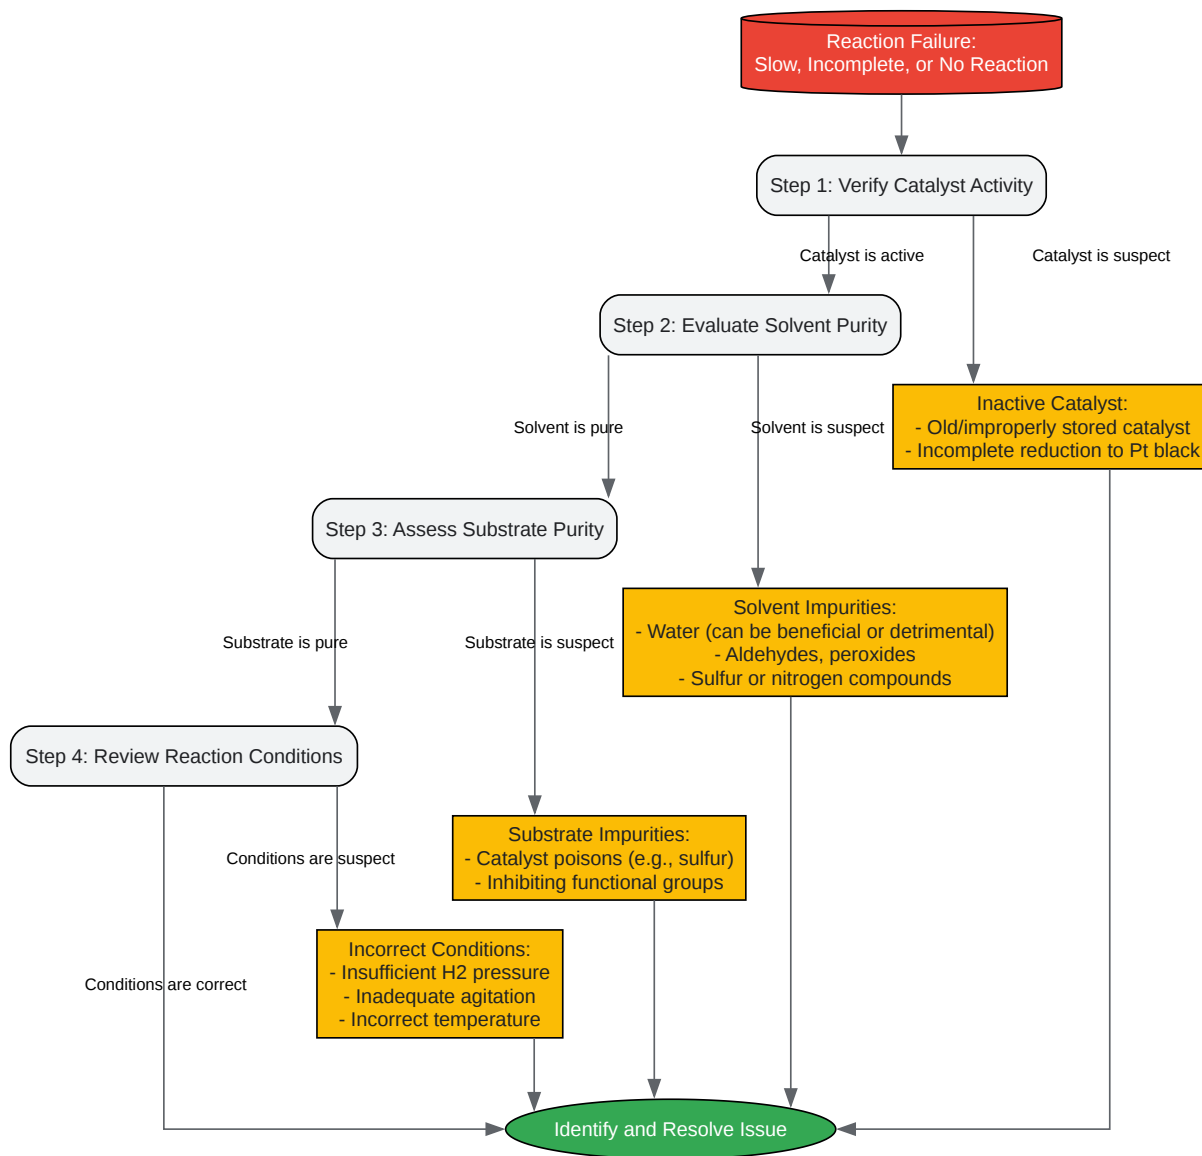 Reaction Failure:
Slow, Incomplete, or No Reaction
Step 1: Verify Catalyst Activity
Catalyst is active
Catalyst is suspect
Step 2: Evaluate Solvent Purity
Inactive Catalyst:
- Old/improperly stored catalyst
- Incomplete reduction to Pt black
Solvent is pure
Solvent is suspect
Step 3: Assess Substrate Purity
Solvent Impurities:
- Water (can be beneficial or detrimental)
- Aldehydes, peroxides
- Sulfur or nitrogen compounds
Substrate is pure
Substrate is suspect
Step 4: Review Reaction Conditions
Substrate Impurities:
- Catalyst poisons (e.g., sulfur)
- Inhibiting functional groups
Conditions are suspect
Incorrect Conditions:
- Insufficient H2 pressure
- Inadequate agitation
- Incorrect temperature
Conditions are correct
Identify and Resolve Issue